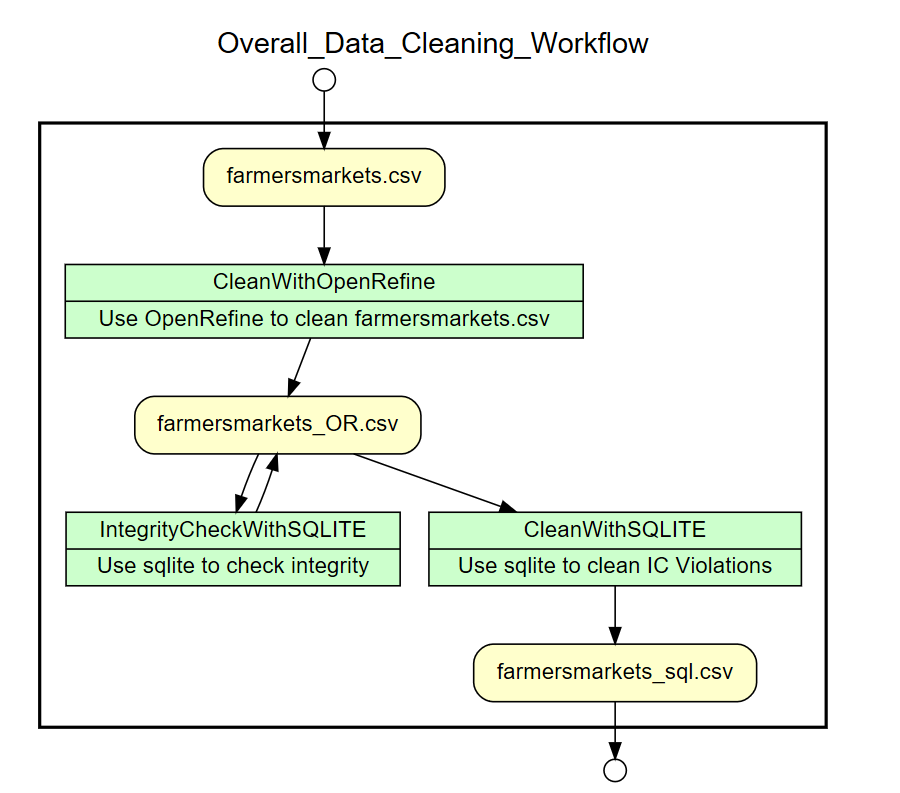 Overall_Data_Cleaning_Workflow
farmersmarkets.csv
CleanWithOpenRefine
Use OpenRefine to clean farmersmarkets.csv
farmersmarkets_OR.csv
IntegrityCheckWithSQLITE
Use sqlite to check integrity
CleanWithSQLITE
Use sqlite to clean IC Violations
farmersmarkets_sql.csv